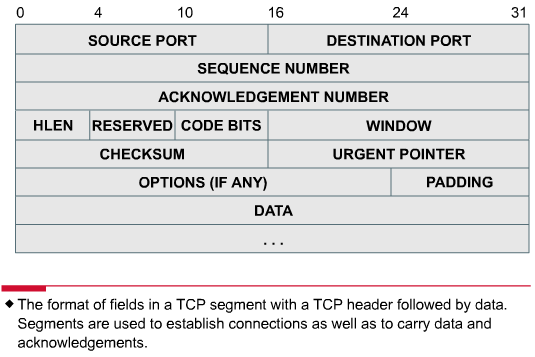 0 4 10 16 24 31
SOURCE PORT DESTINATION PORT
SEQUENCE NUMBER
ACKNOWLEDGEMENT NUMBER
HLEN RESERVED CODE BITS WINDOW
CHECKSUM URGENT POINTER
OPTIONS (IF ANY) PADDING
DATA
...
◆ The format of fields in a TCP segment with a TCP header followed by data.
Segments are used to establish connections as well as to carry data and
acknowledgements.